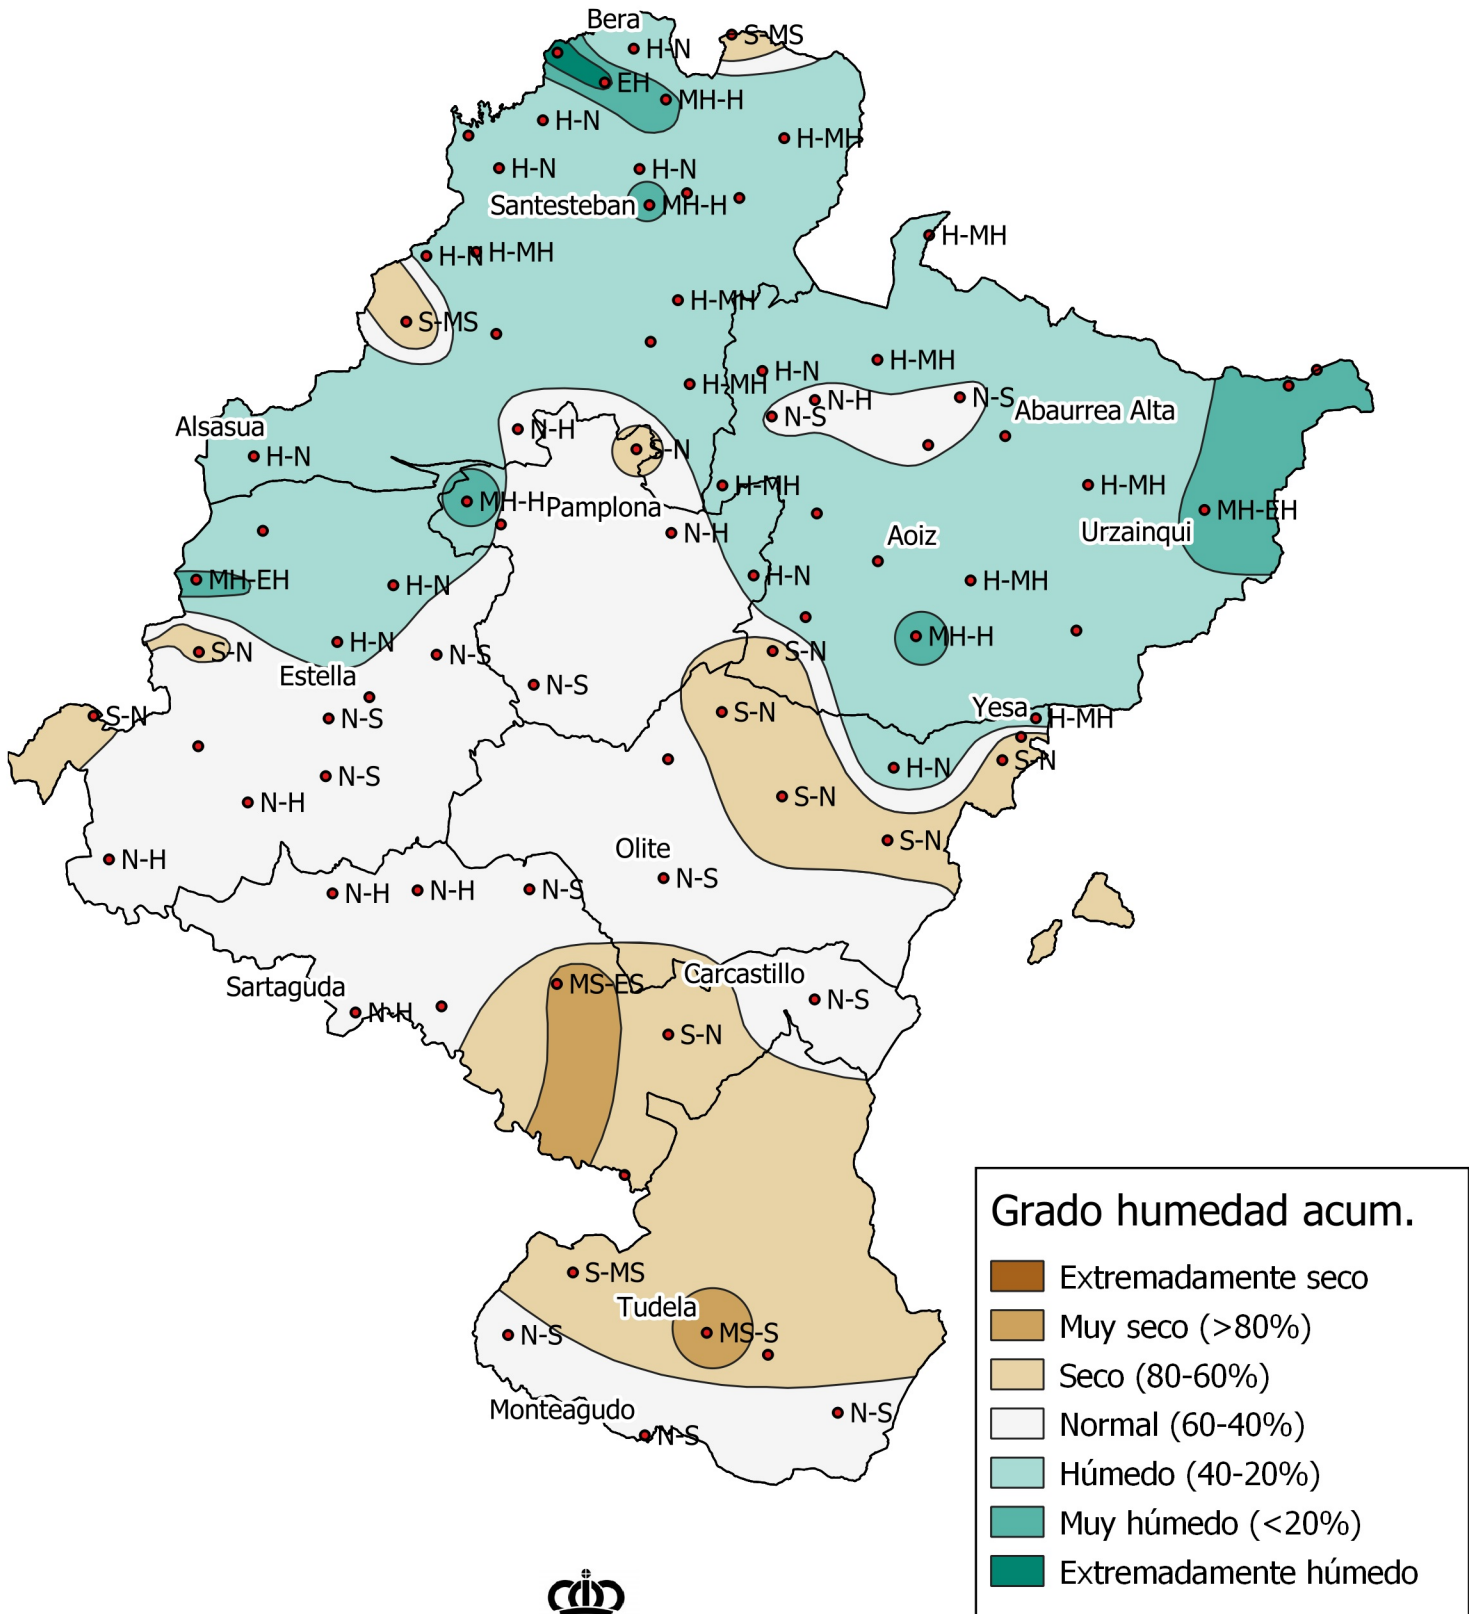 Bera
S-MS
H-N
EH
MH-H
H-N
H-MH
H-N
H-N
Santesteban
MH-H
H-MH
H-N
H-MH
H-MH
S-MS
H-MH
H-N
H-MH
N-H
N-S
N-S
Abaurrea Alta
Alsasua
N-H
S-N
H-N
H-MH
H-MH
MH-H
Pamplona
MH-EH
N-H
Urzainqui
Aoiz
H-N
MH-EH
H-N
H-MH
MH-H
H-N
S-N
N-S
S-N
Estella
N-S
S-N
N-S
S-N
Yesa
H-MH
S-N
H-N
N-S
S-N
N-H
S-N
Olite
N-H
N-S
N-H
N-H
N-S
Carcastillo
MS-ES
Sartaguda
N-S
N-H
S-N
S-MS
Tudela
N-S
MS-S
Monteagudo
N-S
N-S
Grado humedad acum.
Extremadamente seco
Muy seco (>80%)
Seco (80-60%)
Normal (60-40%)
Húmedo (40-20%)
Muy húmedo (<20%)
Extremadamente húmedo